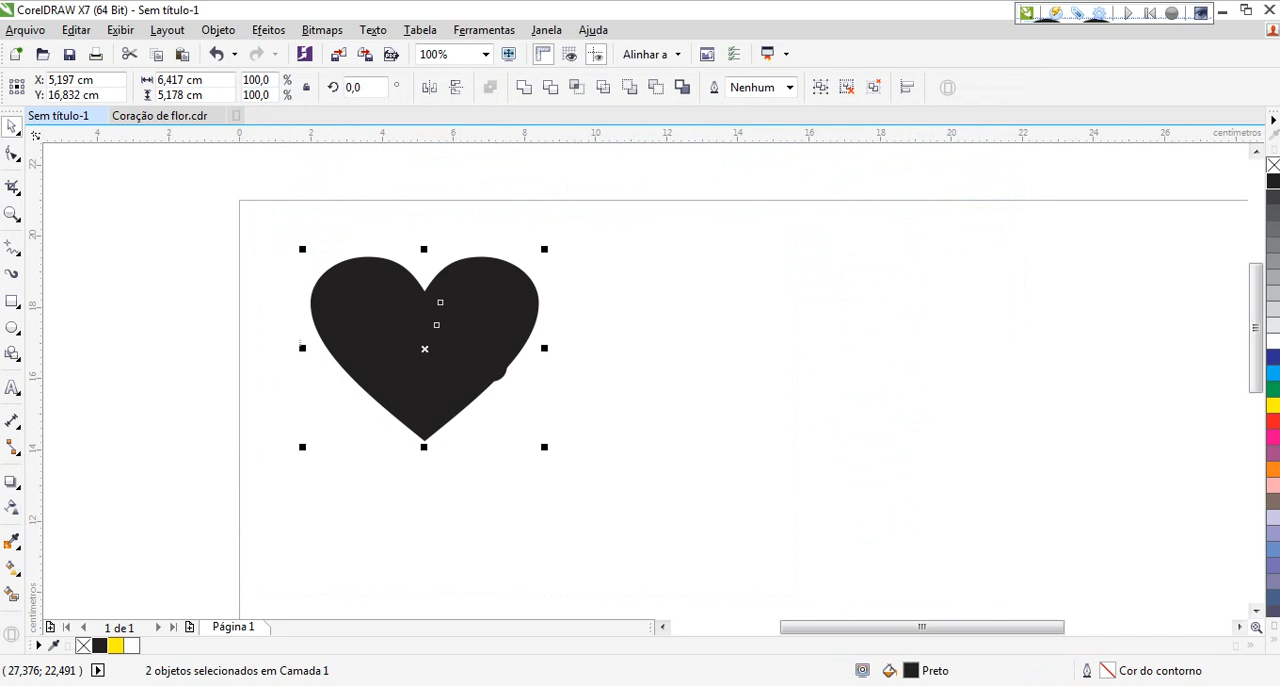 CorelDRAW X7 (64 Bit) - Sem título-1
Arquivo Editar Exibir Layout Objeto Efeitos Bitmaps Texto Tabela Ferramentas Janela Ajuda
100% Alinhar a
X: 5,197 cm 6,417 cm 100,0 % 0,0 ° Nenhum
Y: 16,832 cm 5,178 cm 100,0 %
Sem título-1 Coração de flor.cdr
4 2 0 2 4 6 8 10 12 14 16 18 20 22 24 26 centímetros
22
20
18
16
14
12
centímetros
1 de 1 Página 1
( 27,376; 22,491 ) 2 objetos selecionados em Camada 1 Preto Cor do contorno